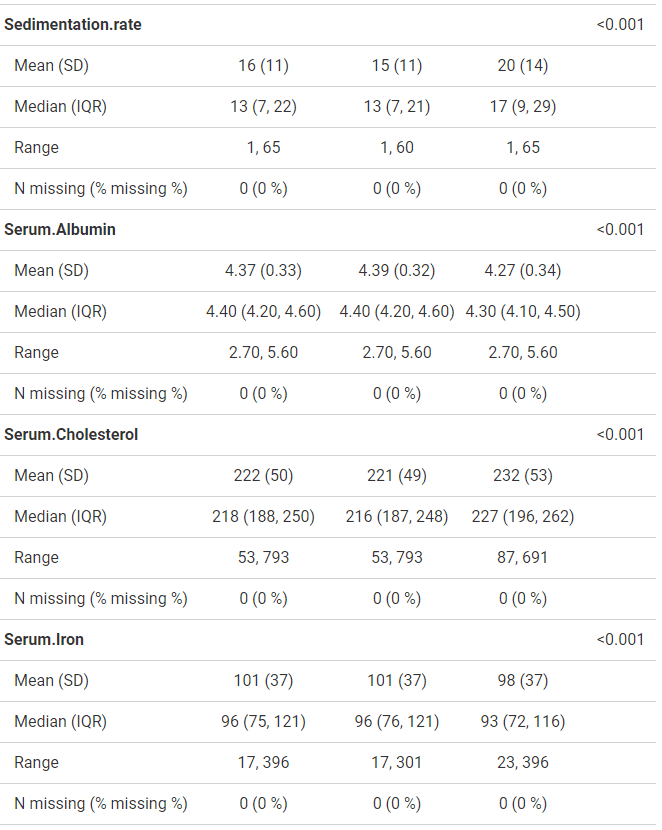 Sedimentation.rate <0.001
Mean (SD) 16 (11) 15 (11) 20 (14)
Median (IQR) 13 (7, 22) 13 (7, 21) 17 (9, 29)
Range 1, 65 1, 60 1, 65
N missing (% missing %) 0 (0 %) 0 (0 %) 0 (0 %)
Serum.Albumin <0.001
Mean (SD) 4.37 (0.33) 4.39 (0.32) 4.27 (0.34)
Median (IQR) 4.40 (4.20, 4.60) 4.40 (4.20, 4.60) 4.30 (4.10, 4.50)
Range 2.70, 5.60 2.70, 5.60 2.70, 5.60
N missing (% missing %) 0 (0 %) 0 (0 %) 0 (0 %)
Serum.Cholesterol <0.001
Mean (SD) 222 (50) 221 (49) 232 (53)
Median (IQR) 218 (188, 250) 216 (187, 248) 227 (196, 262)
Range 53, 793 53, 793 87, 691
N missing (% missing %) 0 (0 %) 0 (0 %) 0 (0 %)
Serum.Iron <0.001
Mean (SD) 101 (37) 101 (37) 98 (37)
Median (IQR) 96 (75, 121) 96 (76, 121) 93 (72, 116)
Range 17, 396 17, 301 23, 396
N missing (% missing %) 0 (0 %) 0 (0 %) 0 (0 %)